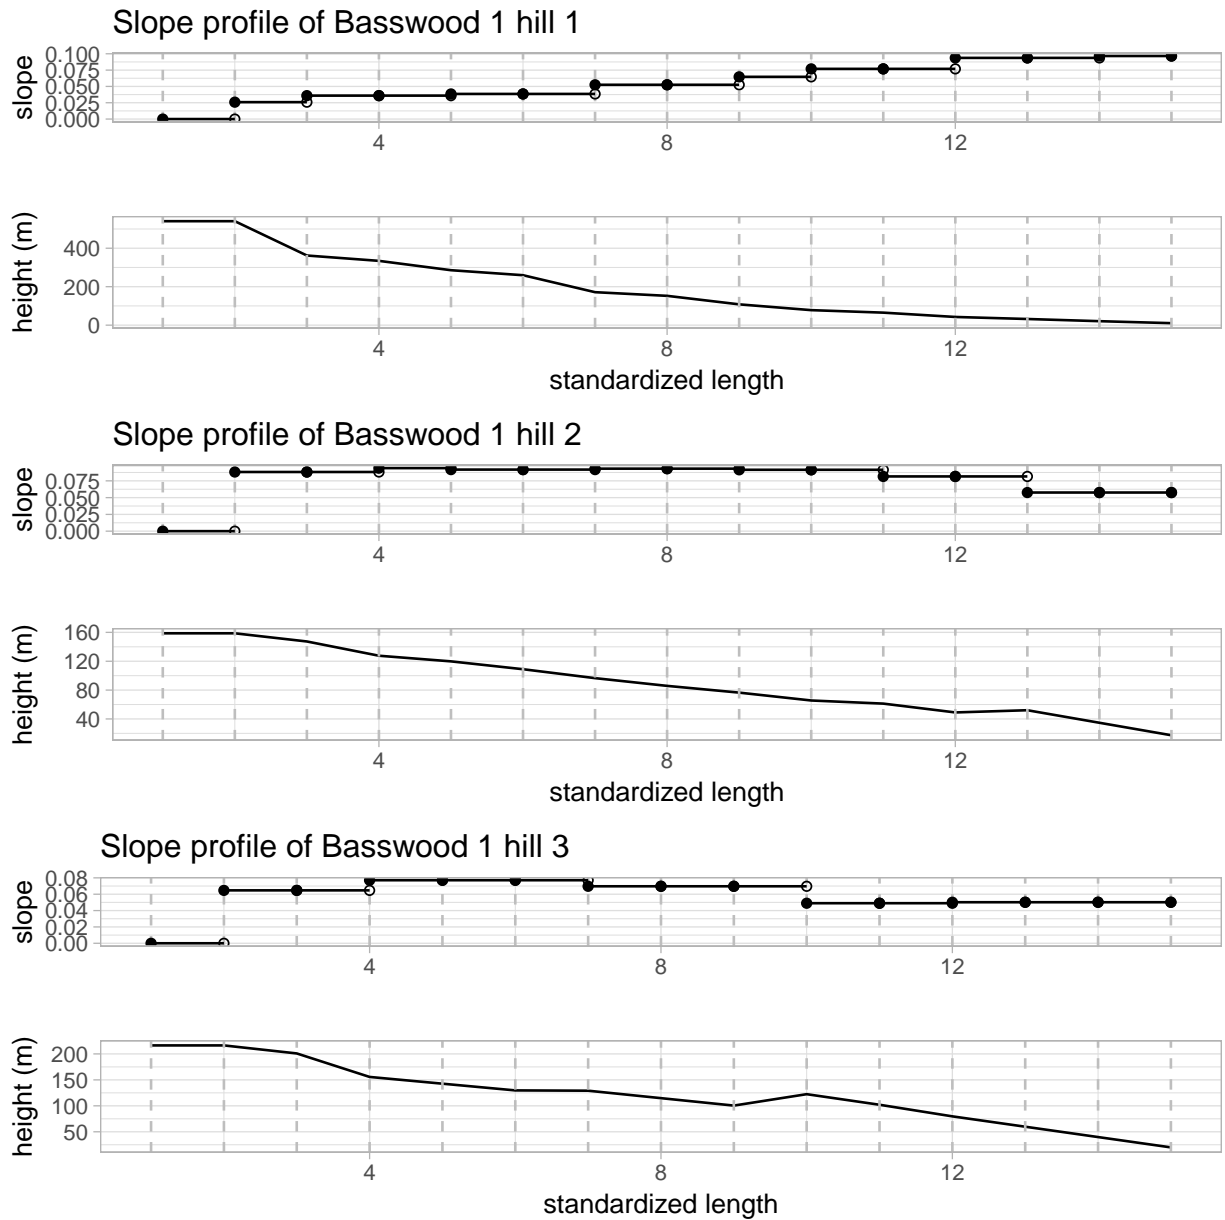 Slope profile of Basswood 1 hill 1
slope
0.100
0.075
0.050
0.025
0.000
4 8 12
height (m)
400
200
0
4 8 12
standardized length
Slope profile of Basswood 1 hill 2
slope
0.075
0.050
0.025
0.000
4 8 12
height (m)
160
120
80
40
4 8 12
standardized length
Slope profile of Basswood 1 hill 3
slope
0.08
0.06
0.04
0.02
0.00
4 8 12
height (m)
200
150
100
50
4 8 12
standardized length